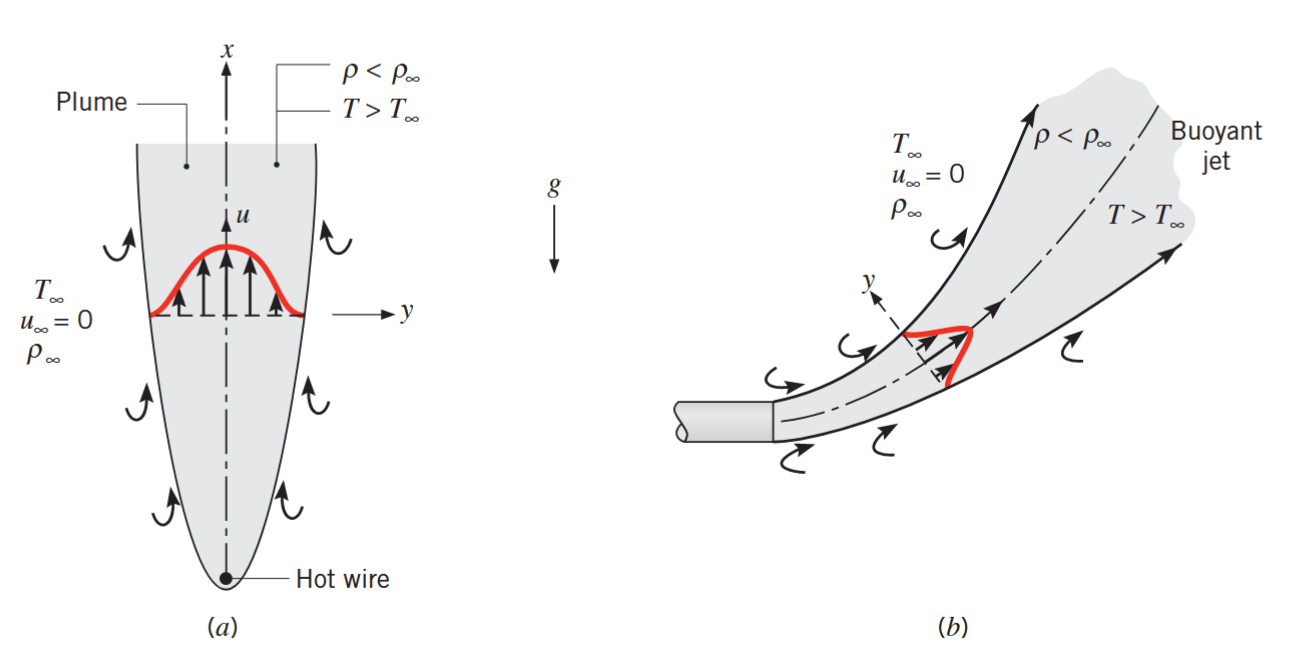 x
ρ < ρ∞
Plume
T > T∞
u
T∞
u∞ = 0
ρ∞
y
Hot wire
(a)
g
T∞
u∞ = 0
ρ∞
ρ < ρ∞
Buoyant
jet
T > T∞
y
(b)